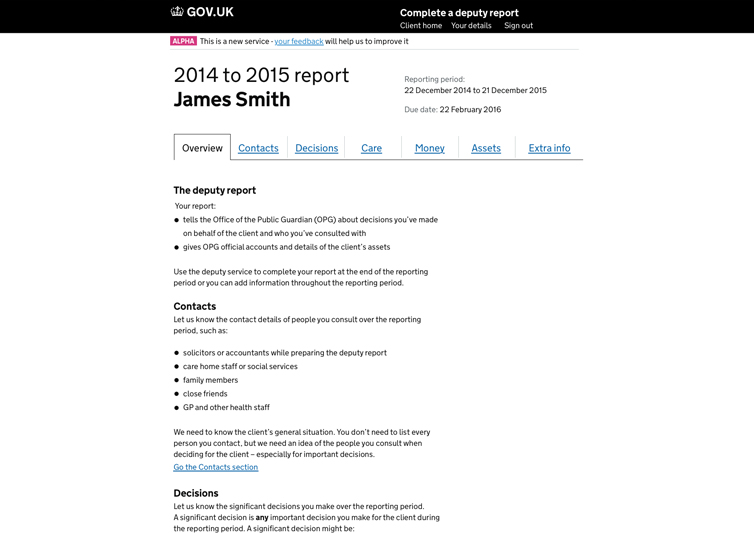 GOV.UK
Complete a deputy report
Client home Your details Sign out
ALPHA This is a new service - your feedback will help us to improve it
2014 to 2015 report
James Smith
Reporting period:
22 December 2014 to 21 December 2015
Due date: 22 February 2016
Overview Contacts Decisions Care Money Assets Extra info
The deputy report
Your report:
● tells the Office of the Public Guardian (OPG) about decisions you've made
on behalf of the client and who you've consulted with
● gives OPG official accounts and details of the client's assets
Use the deputy service to complete your report at the end of the reporting
period or you can add information throughout the reporting period.
Contacts
Let us know the contact details of people you consult over the reporting
period, such as:
● solicitors or accountants while preparing the deputy report
● care home staff or social services
● family members
● close friends
● GP and other health staff
We need to know the client's general situation. You don't need to list every
person you contact, but we need an idea of the people you consult when
deciding for the client – especially for important decisions.
Go the Contacts section
Decisions
Let us know the significant decisions you make over the reporting period.
A significant decision is any important decision you make for the client during
the reporting period. A significant decision might be: